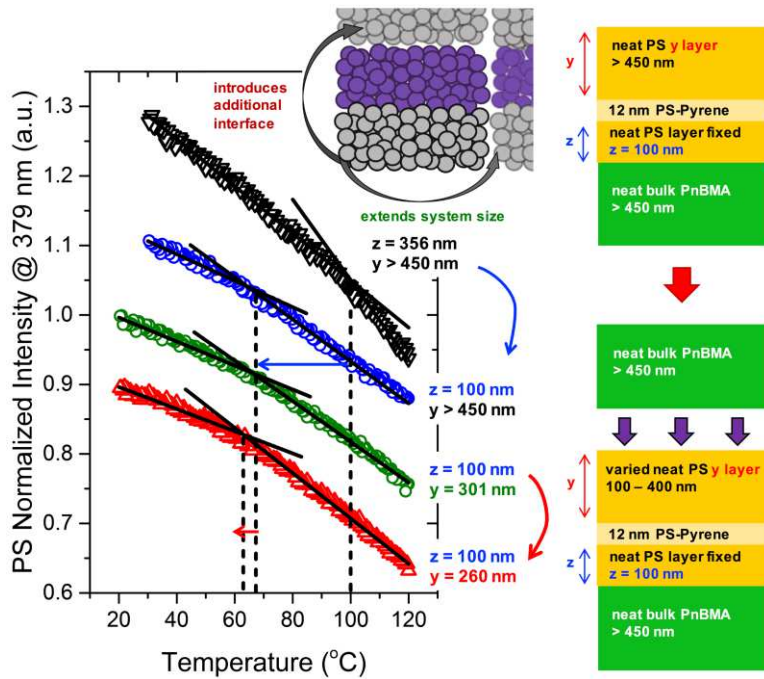 introduces
additional
interface
extends system size
z = 356 nm
y > 450 nm
z = 100 nm
y > 450 nm
z = 100 nm
y = 301 nm
z = 100 nm
y = 260 nm
PS Normalized Intensity @ 379 nm (a.u.)
1.3
1.2
1.1
1.0
0.9
0.8
0.7
0.6
20 40 60 80 100 120
Temperature (°C)
y
neat PS y layer
> 450 nm
12 nm PS-Pyrene
z
neat PS layer fixed
z = 100 nm
neat bulk PnBMA
> 450 nm
neat bulk PnBMA
> 450 nm
y
varied neat PS y layer
100 – 400 nm
12 nm PS-Pyrene
z
neat PS layer fixed
z = 100 nm
neat bulk PnBMA
> 450 nm